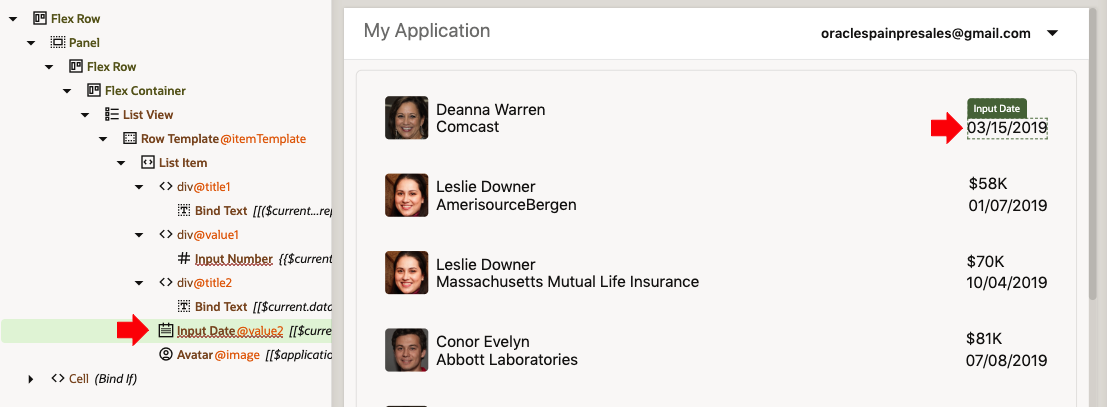 Flex Row
Panel
Flex Row
Flex Container
List View
Row Template @itemTemplate
List Item
div@title1
Bind Text [[($current...rep
div@value1
Input Number {{$current
div@title2
Bind Text [[$current.data
Input Date@value2 [[$curre
Avatar@image [[$application
Cell (Bind If)
My Application
oraclespainpresales@gmail.com
Deanna Warren
Comcast
Input Date
03/15/2019
Leslie Downer
AmerisourceBergen
$58K
01/07/2019
Leslie Downer
Massachusetts Mutual Life Insurance
$70K
10/04/2019
Conor Evelyn
Abbott Laboratories
$81K
07/08/2019